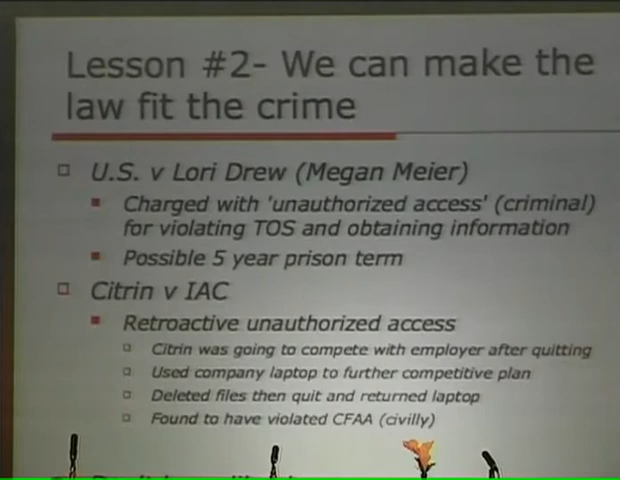 Lesson #2- We can make the
law fit the crime
U.S. v Lori Drew (Megan Meier)
Charged with 'unauthorized access' (criminal)
for violating TOS and obtaining information
Possible 5 year prison term
Citrin v IAC
Retroactive unauthorized access
Citrin was going to compete with employer after quitting
Used company laptop to further competitive plan
Deleted files then quit and returned laptop
Found to have violated CFAA (civilly)